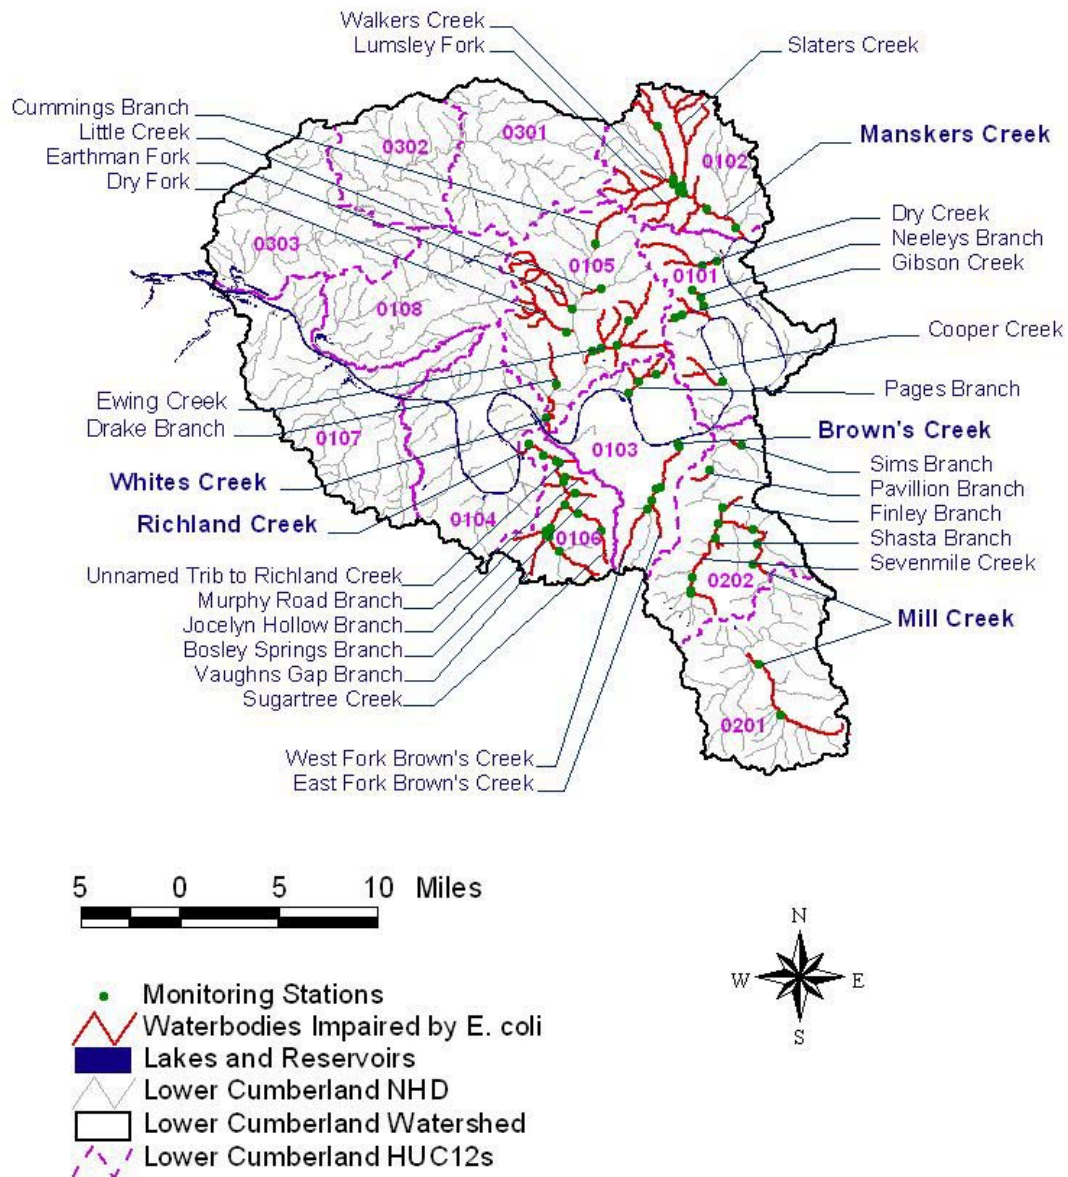 Walkers Creek
Lumsley Fork
Slaters Creek
Cummings Branch
Little Creek
Earthman Fork
Dry Fork
Manskers Creek
Dry Creek
Neeleys Branch
Gibson Creek
Cooper Creek
Pages Branch
Brown's Creek
Sims Branch
Pavillion Branch
Finley Branch
Shasta Branch
Sevenmile Creek
Mill Creek
Ewing Creek
Drake Branch
Whites Creek
Richland Creek
Unnamed Trib to Richland Creek
Murphy Road Branch
Jocelyn Hollow Branch
Bosley Springs Branch
Vaughns Gap Branch
Sugartree Creek
West Fork Brown's Creek
East Fork Brown's Creek
0301
0302
0102
0303
0105
0101
0108
0107
0103
0104
0106
0202
0201
5 0 5 10 Miles
N
W E
S
Monitoring Stations
Waterbodies Impaired by E. coli
Lakes and Reservoirs
Lower Cumberland NHD
Lower Cumberland Watershed
Lower Cumberland HUC12s